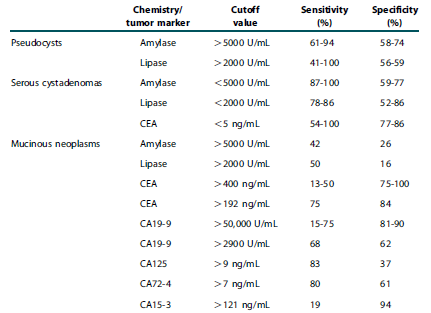 Chemistry/ Cutoff Sensitivity Specificity
tumor marker value (%) (%)
Pseudocysts Amylase >5000 U/mL 61-94 58-74
Lipase >2000 U/mL 41-100 56-59
Serous cystadenomas Amylase <5000 U/mL 87-100 59-77
Lipase <2000 U/mL 78-86 52-86
CEA <5 ng/mL 54-100 77-86
Mucinous neoplasms Amylase >5000 U/mL 42 26
Lipase >2000 U/mL 50 16
CEA >400 ng/mL 13-50 75-100
CEA >192 ng/mL 75 84
CA19-9 >50,000 U/mL 15-75 81-90
CA19-9 >2900 U/mL 68 62
CA125 >9 ng/mL 83 37
CA72-4 >7 ng/mL 80 61
CA15-3 >121 ng/mL 19 94